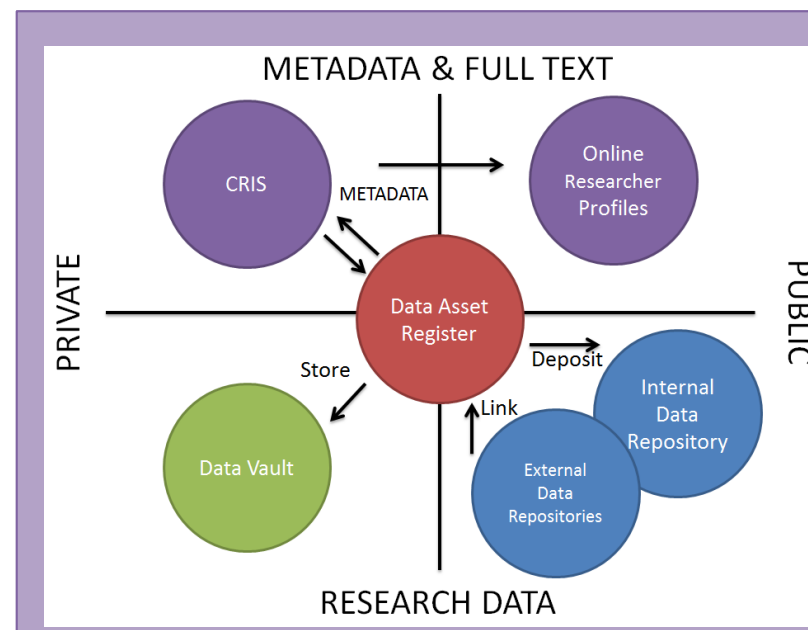 METADATA & FULL TEXT
CRIS
METADATA
Online
Researcher
Profiles
PRIVATE
PUBLIC
Data Asset
Register
Store
Deposit
Link
Internal
Data
Repository
Data Vault
External
Data
Repositories
RESEARCH DATA